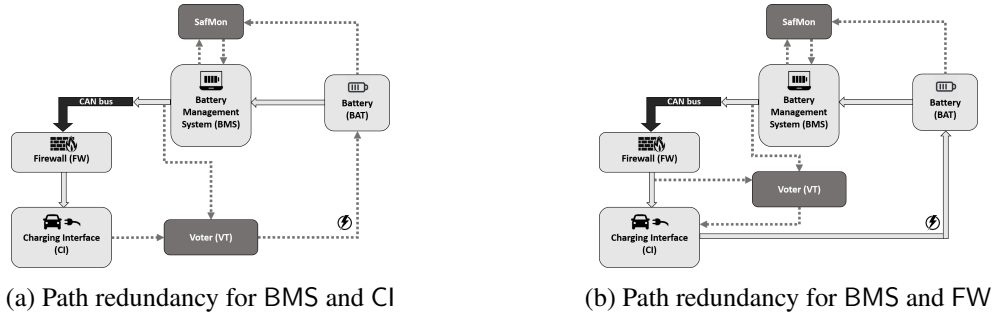 SafMon
CAN bus
Battery
Management
System (BMS)
Battery
(BAT)
Firewall (FW)
Charging Interface
(CI)
Voter (VT)
(a) Path redundancy for BMS and CI
SafMon
CAN bus
Battery
Management
System (BMS)
Battery
(BAT)
Firewall (FW)
Voter (VT)
Charging Interface
(CI)
(b) Path redundancy for BMS and FW